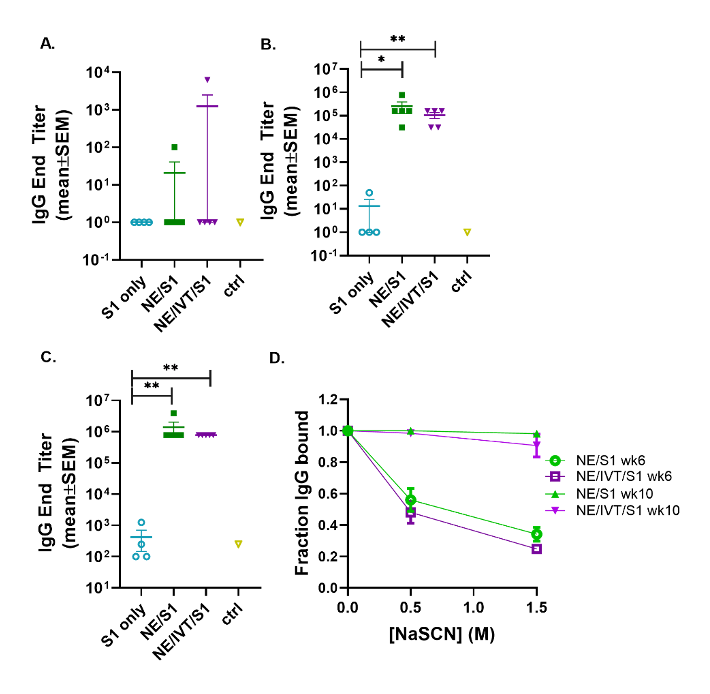 A.
IgG End Titer
(mean±SEM)
10^4
10^3
10^2
10^1
10^0
10^-1
S1 only
NE/S1
NE/IVT/S1
ctrl
B.
**
*
IgG End Titer
(mean±SEM)
10^7
10^6
10^5
10^4
10^3
10^2
10^1
10^0
10^-1
S1 only
NE/S1
NE/IVT/S1
ctrl
C.
**
**
IgG End Titer
(mean±SEM)
10^7
10^6
10^5
10^4
10^3
10^2
10^1
S1 only
NE/S1
NE/IVT/S1
ctrl
D.
Fraction IgG bound
1.2
1.0
0.8
0.6
0.4
0.2
0.0
0.0
0.5
1.0
1.5
[NaSCN] (M)
NE/S1 wk6
NE/IVT/S1 wk6
NE/S1 wk10
NE/IVT/S1 wk10